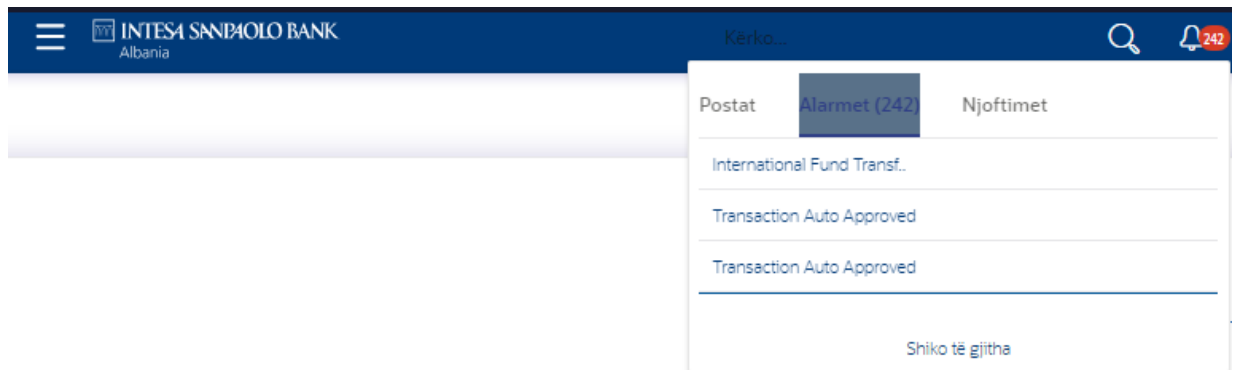 INTESA SANPAOLO BANK
Albania
Kërko...
242
Postat Alarmet (242) Njoftimet
International Fund Transf..
Transaction Auto Approved
Transaction Auto Approved
Shiko të gjitha